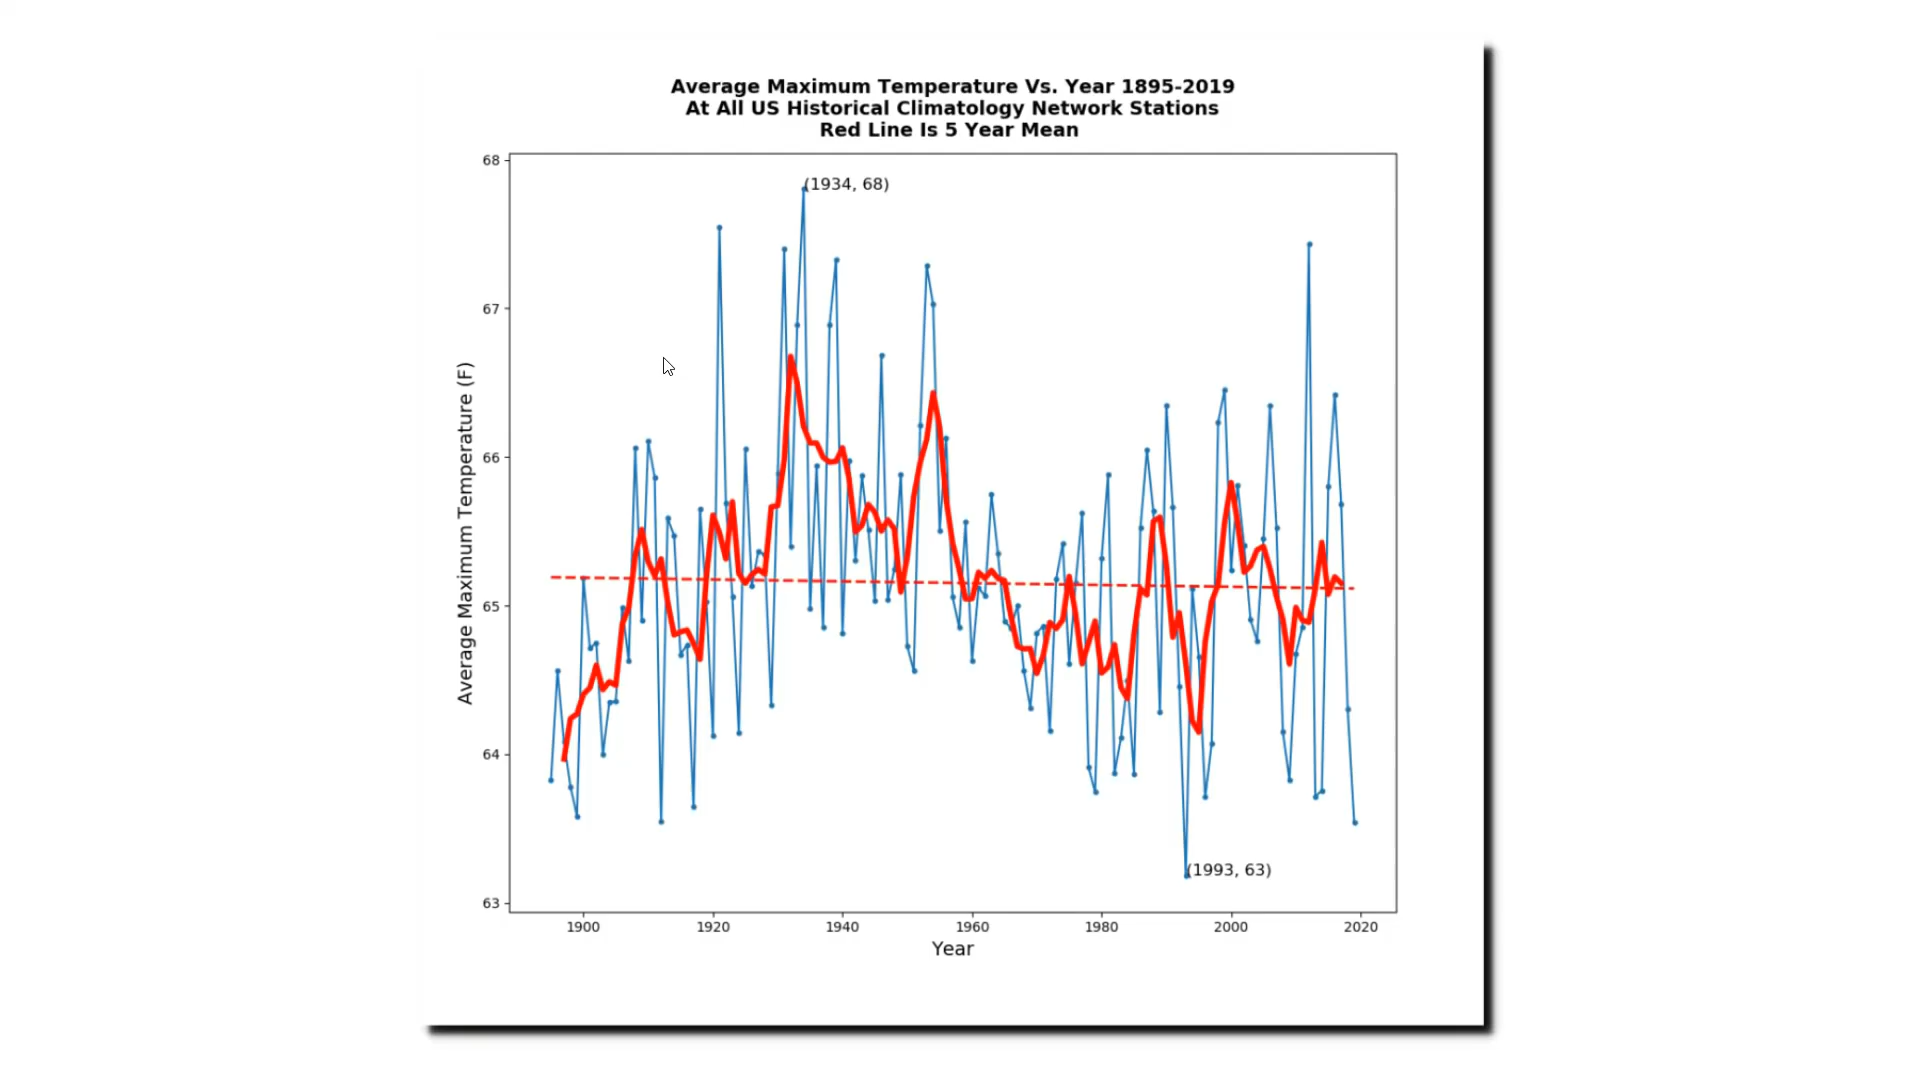 Average Maximum Temperature Vs. Year 1895-2019
At All US Historical Climatology Network Stations
Red Line Is 5 Year Mean
68
(1934, 68)
67
66
65
64
63
(1993, 63)
Average Maximum Temperature (F)
1900 1920 1940 1960 1980 2000 2020
Year